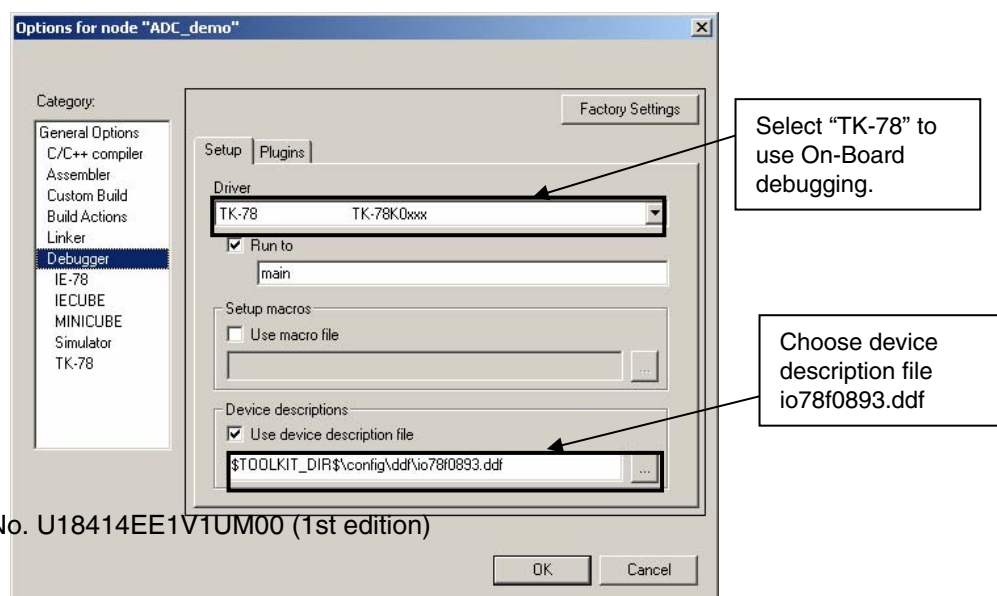 Options for node "ADC_demo"
Category:
General Options
C/C++ compiler
Assembler
Custom Build
Build Actions
Linker
Debugger
IE-78
IECUBE
MINICUBE
Simulator
TK-78
Factory Settings
Setup
Plugins
Driver
TK-78 TK-78K0xxx
Run to
main
Setup macros
Use macro file
...
Device descriptions
Use device description file
$TOOLKIT_DIR$\config\ddf\io78f0893.ddf
...
OK
Cancel
Select “TK-78” to
use On-Board
debugging.
Choose device
description file
io78f0893.ddf
No. U18414EE1V1UM00 (1st edition)